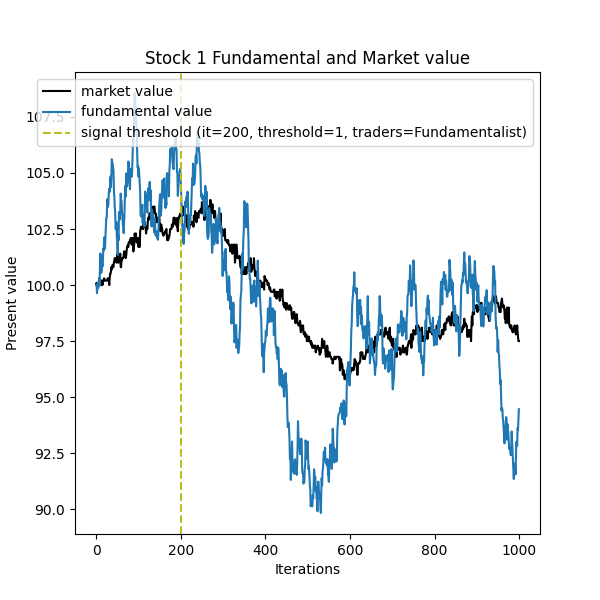 Stock 1 Fundamental and Market value
market value
fundamental value
signal threshold (it=200, threshold=1, traders=Fundamentalist)
107.5
105.0
102.5
100.0
97.5
95.0
92.5
90.0
Present value
0 200 400 600 800 1000
Iterations